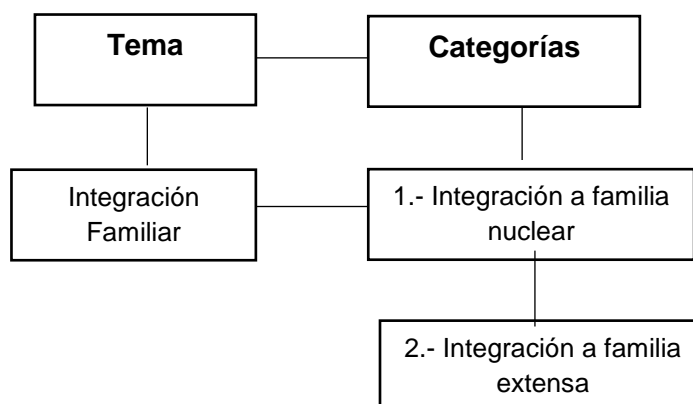 Tema
Categorías
Integración
Familiar
1.- Integración a familia
nuclear
2.- Integración a familia
extensa